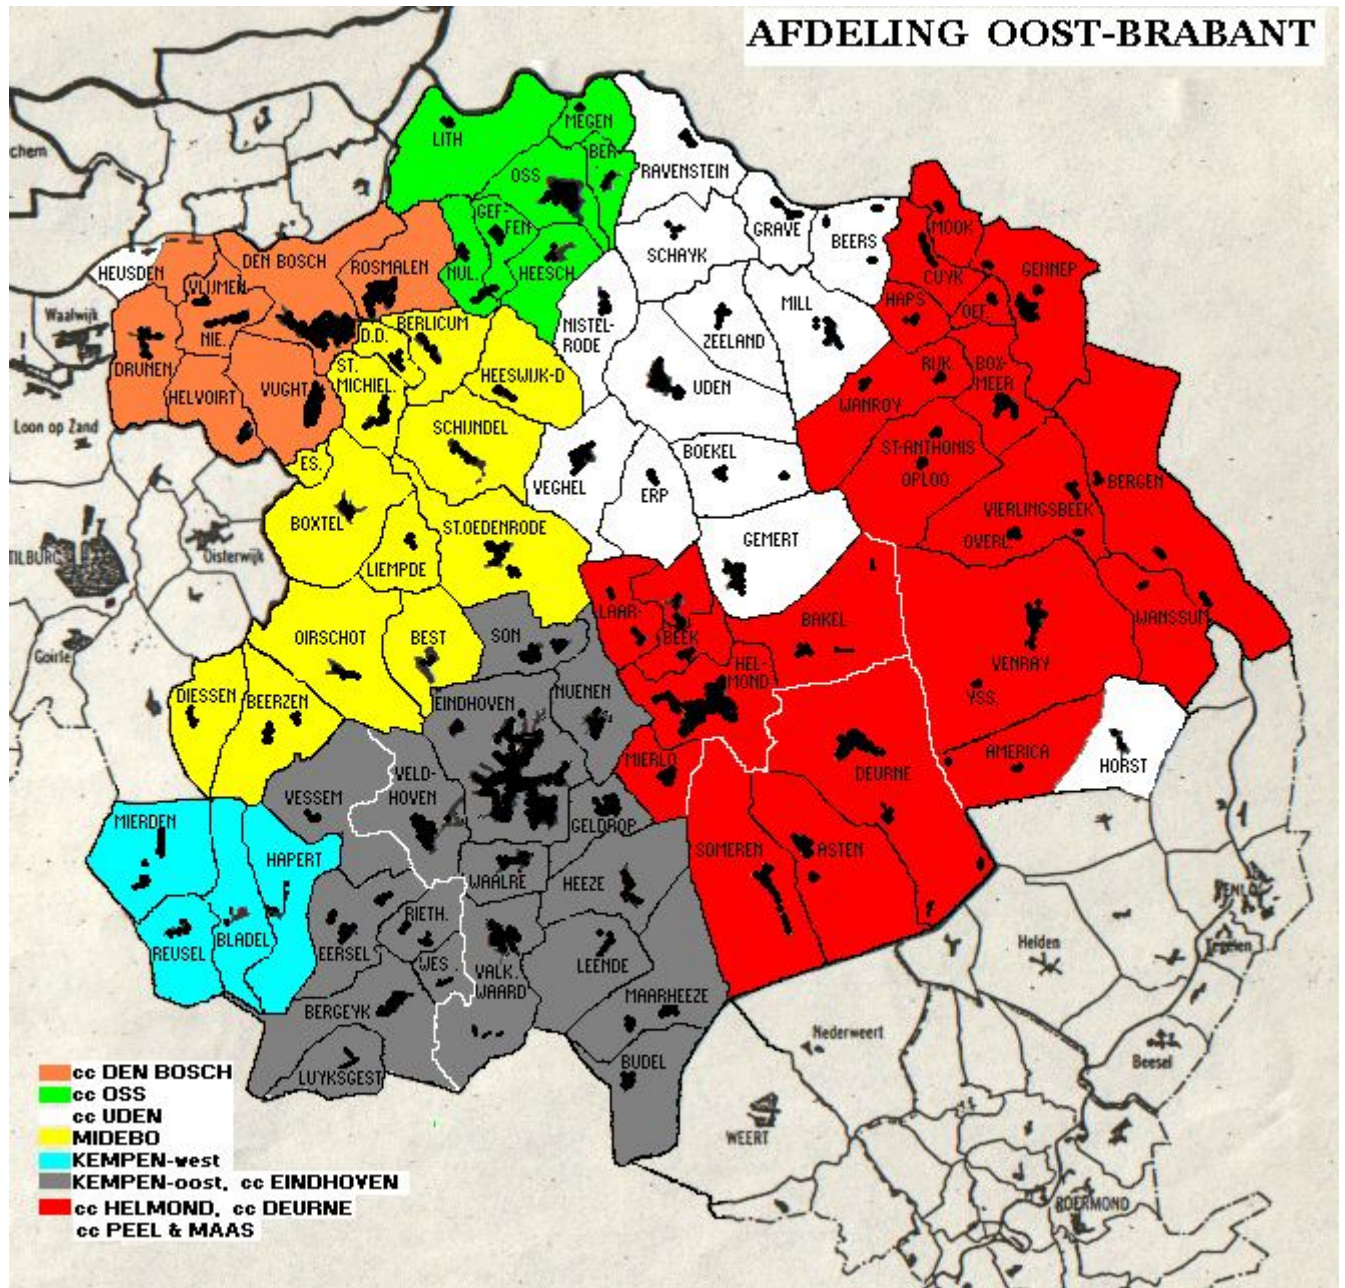 AFDELING OOST-BRABANT
chem
LITH
MEGEN
BER
OSS
RAVENSTEIN
GEF-
FEN
NUL.
HEESCH
SCHAYK
GRAVE
BEERS
MOOK
CUYK
GENNEP
HAPS
OEF.
HEUSDEN
DEN BOSCH
ROSMALEN
VLIJMEN
NIE.
DRUNEN
HELVOIRT
VUGHT
Waalwijk
Loon op Zand
D.D.
BERLICUM
ST.
MICHIEL.
HEESWIJK-D
SCHIJNDEL
NISTEL-
RODE
ZEELAND
MILL
UDEN
RIJK.
BOX-
MEER
WANROY
ST-ANTHONIS
OPLOO
ES.
BOXTEL
VEGHEL
ERP
BOEKEL
BERGEN
VIERLINGSBEEK
OVERL.
ST.OEDENRODE
GEMERT
LIEMPDE
TILBURG
Oisterwijk
Goirle
OIRSCHOT
BEST
SON
LAAR-
BEEK
BAKEL
WANSSUM
VENRAY
YSS.
DIESSEN
BEERZEN
EINDHOVEN
NUENEN
HEL-
MOND
MIERLO
DEURNE
AMERICA
HORST
VESSEM
VELD-
HOVEN
GELDROP
MIERDEN
HAPERT
WAALRE
HEEZE
SOMEREN
ASTEN
REUSEL
BLADEL
EERSEL
RIETH.
WES.
VALK.
WAARD
LEENDE
MAARHEEZE
BERGEYK
LUYKSGEST
BUDEL
VENLO
Tegelen
Helden
Nederweert
Beesel
WEERT
ROERMOND
cc DEN BOSCH
cc OSS
cc UDEN
MIDEBO
KEMPEN-west
KEMPEN-oost, cc EINDHOVEN
cc HELMOND, cc DEURNE
cc PEEL & MAAS